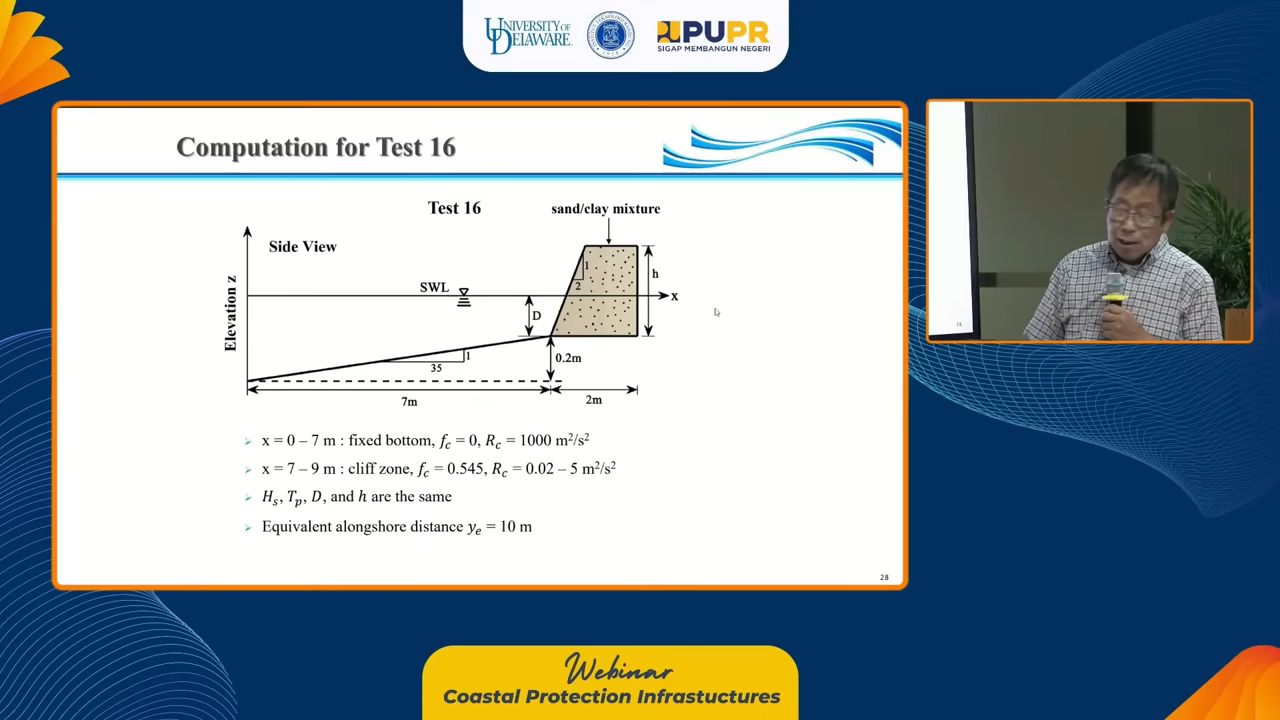 UNIVERSITY OF
DELAWARE
PUPR
SIGAP MEMBANGUN NEGERI
Computation for Test 16
Test 16
sand/clay mixture
Side View
Elevation z
SWL
x
D
h
1
2
1
35
0.2m
7m
2m
x = 0 – 7 m : fixed bottom, f_c = 0, R_c = 1000 m²/s²
x = 7 – 9 m : cliff zone, f_c = 0.545, R_c = 0.02 – 5 m²/s²
H_s, T_p, D, and h are the same
Equivalent alongshore distance y_e = 10 m
28
Webinar
Coastal Protection Infrastuctures